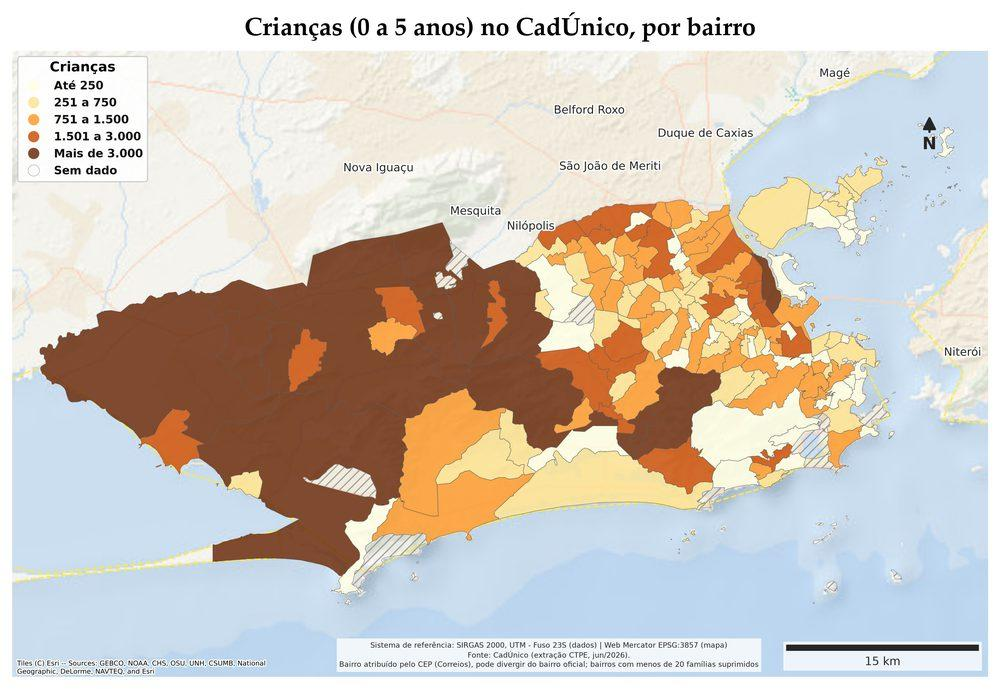 Crianças (0 a 5 anos) no CadÚnico, por bairro
Crianças
Até 250
251 a 750
751 a 1.500
1.501 a 3.000
Mais de 3.000
Sem dado
Magé
Belford Roxo
Duque de Caxias
N
São João de Meriti
Nova Iguaçu
Mesquita
Nilópolis
Niterói
Sistema de referência: SIRGAS 2000, UTM - Fuso 23S (dados) | Web Mercator EPSG:3857 (mapa)
Fonte: CadÚnico (extração CTPE, jun/2026).
Bairro atribuído pelo CEP (Correios), pode divergir do bairro oficial; bairros com menos de 20 famílias suprimidos
15 km
Tiles (C) Esri -- Sources: GEBCO, NOAA, CHS, OSU, UNH, CSUMB, National
Geographic, DeLorme, NAVTEQ, and Esri